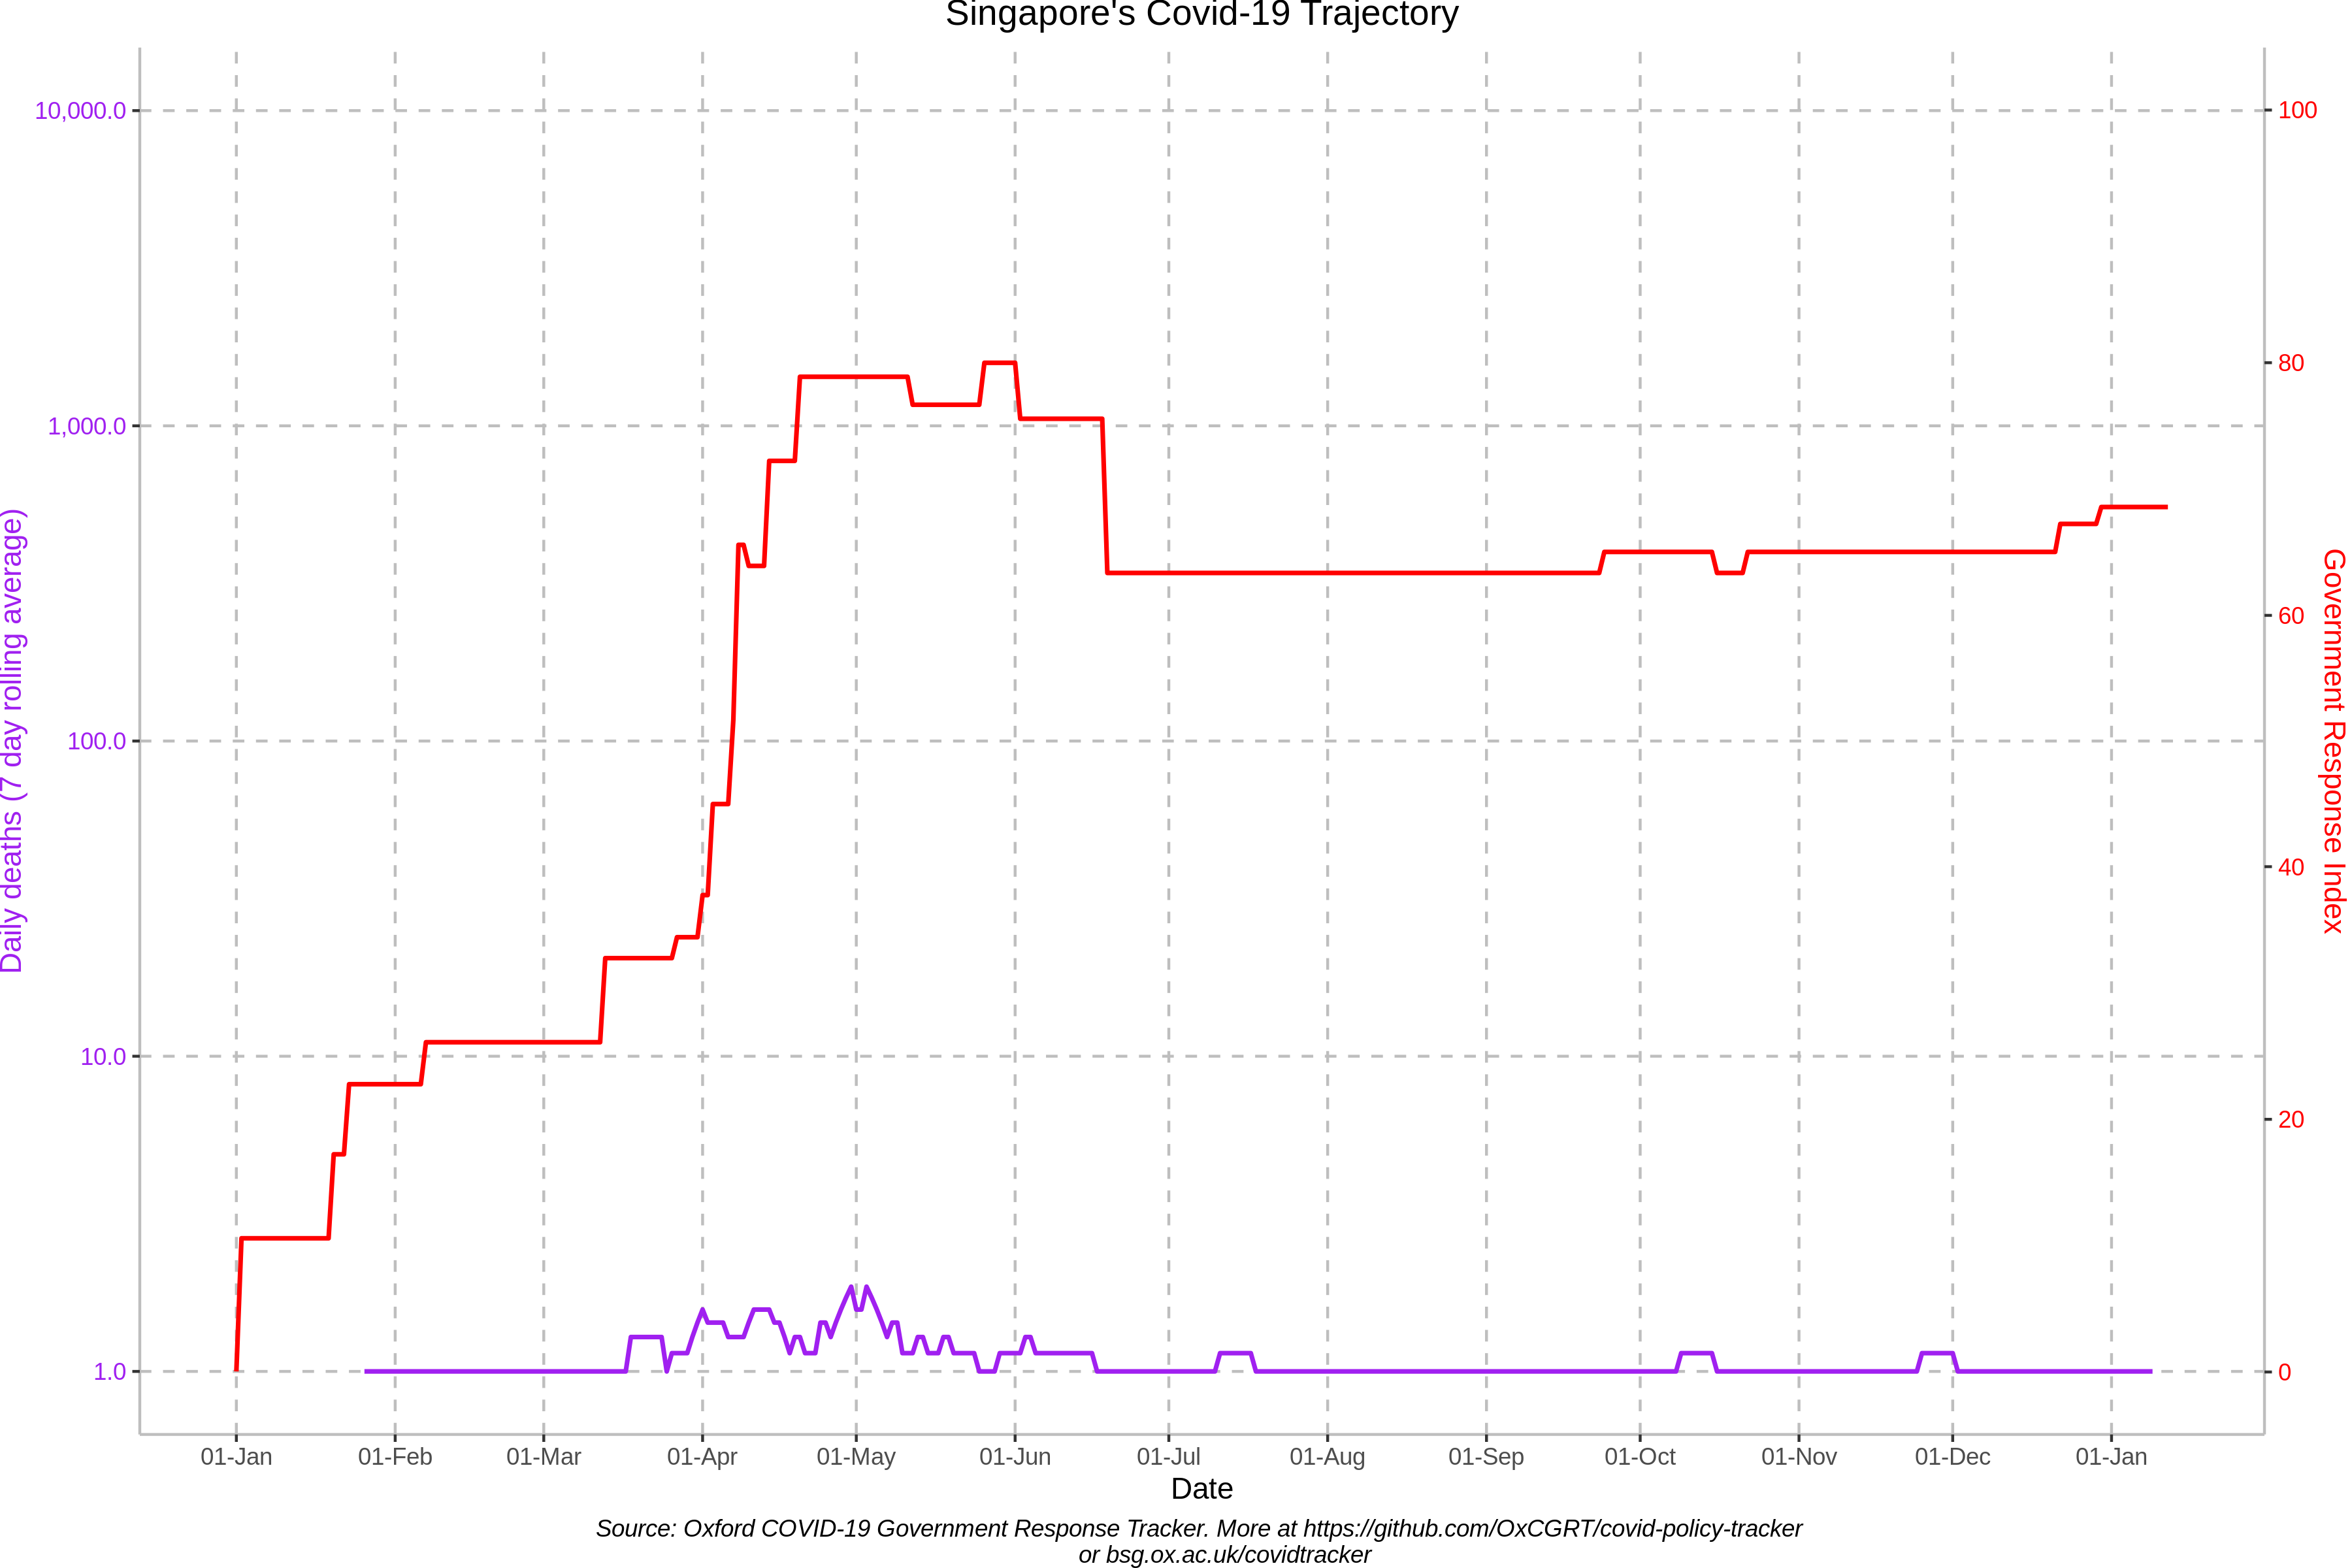 Singapore's Covid-19 Trajectory
10,000.0
1,000.0
100.0
10.0
1.0
Daily deaths (7 day rolling average)
100
80
60
40
20
0
Government Response Index
01-Jan 01-Feb 01-Mar 01-Apr 01-May 01-Jun 01-Jul 01-Aug 01-Sep 01-Oct 01-Nov 01-Dec 01-Jan
Date
Source: Oxford COVID-19 Government Response Tracker. More at https://github.com/OxCGRT/covid-policy-tracker
or bsg.ox.ac.uk/covidtracker